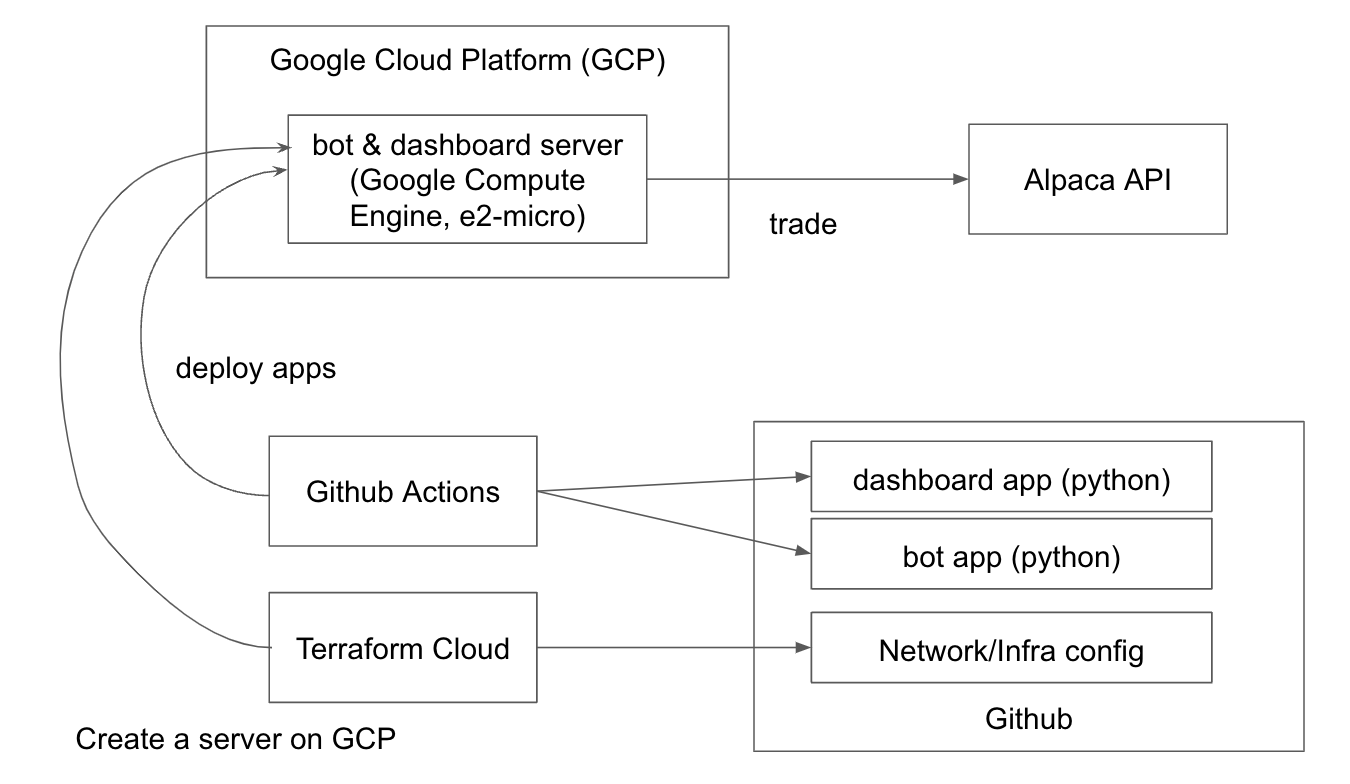 Google Cloud Platform (GCP)
bot & dashboard server
(Google Compute
Engine, e2-micro)
Alpaca API
trade
deploy apps
Github Actions
dashboard app (python)
bot app (python)
Terraform Cloud
Network/Infra config
Github
Create a server on GCP